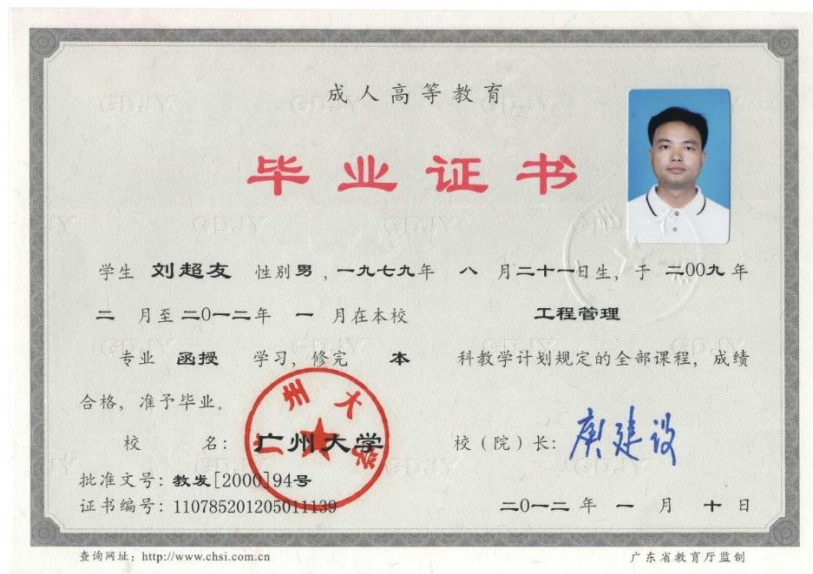 成人高等教育
毕业证书
学生 刘超友 性别男，一九七九年 八 月二十一日生，于 二00九年
二 月至二0一二年 一 月在本校 工程管理
专业 函授 学习，修完 本 科教学计划规定的全部课程，成绩
合格，准予毕业。
校 名：广州大学 校（院）长：庾建设
批准文号：教发[2000]94号
证书编号：110785201205011139 二0一二 年 一 月 十 日
查询网址：http://www.chsi.com.cn 广东省教育厅监制
广州大学